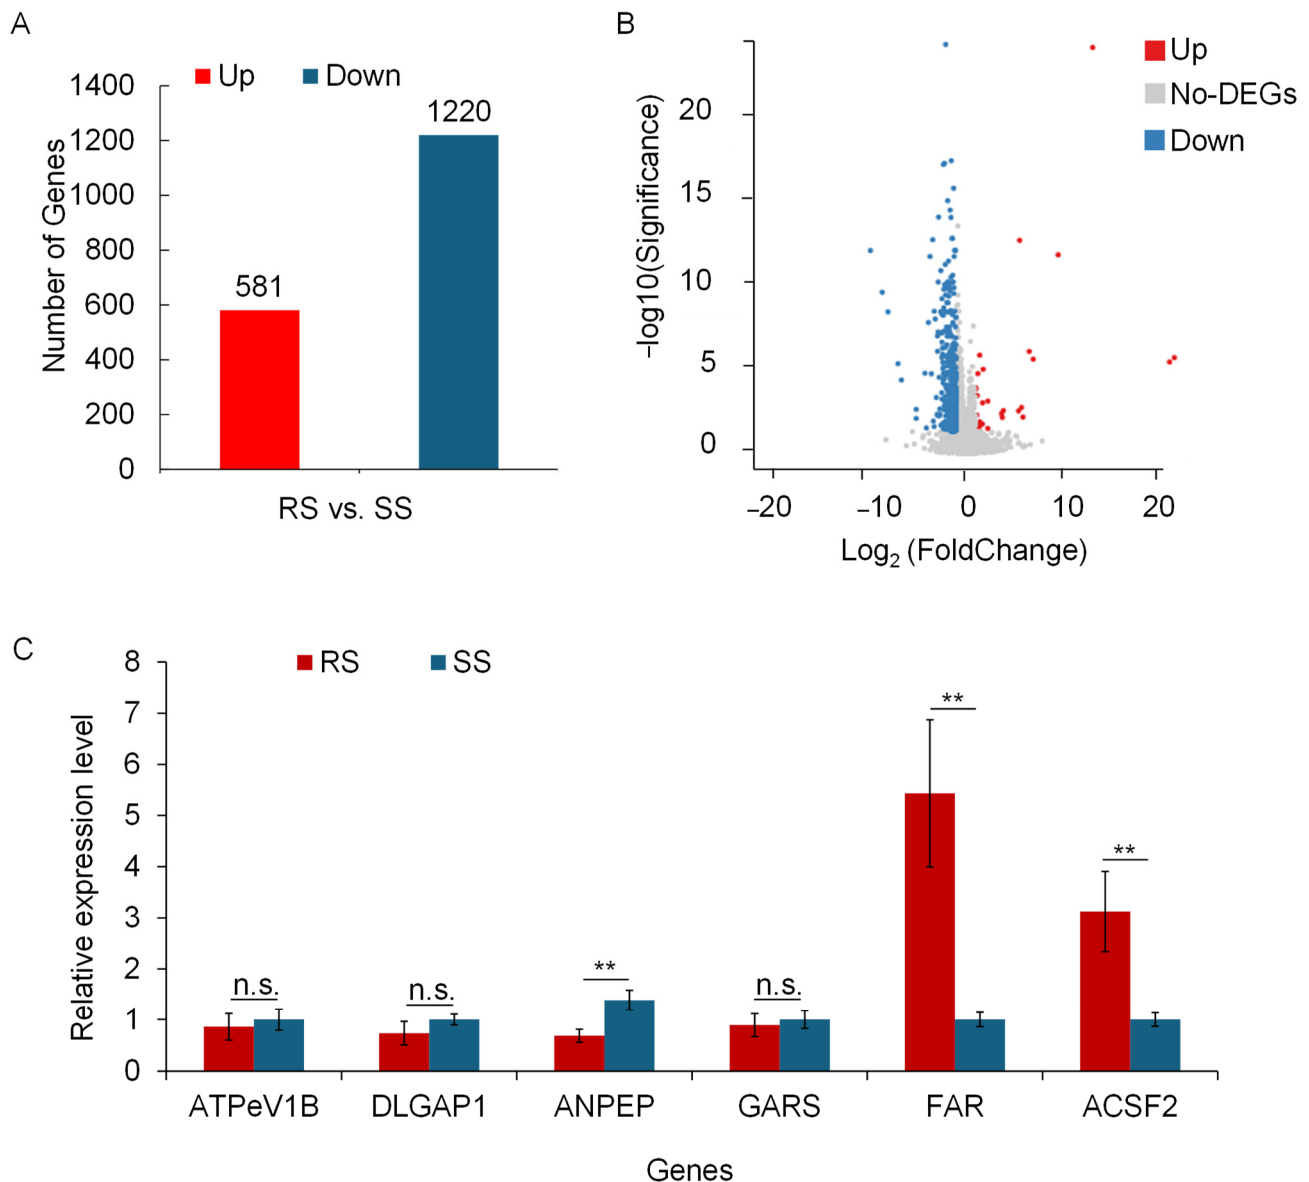 A
Up Down
1400
1200
1000
800
600
400
200
0
Number of Genes
581
1220
RS vs. SS
B
Up
No-DEGs
Down
−log10(Significance)
20
15
10
5
0
−20 −10 0 10 20
Log2 (FoldChange)
C
RS SS
8
7
6
5
4
3
2
1
0
Relative expression level
n.s. n.s. ** n.s. ** **
ATPeV1B DLGAP1 ANPEP GARS FAR ACSF2
Genes